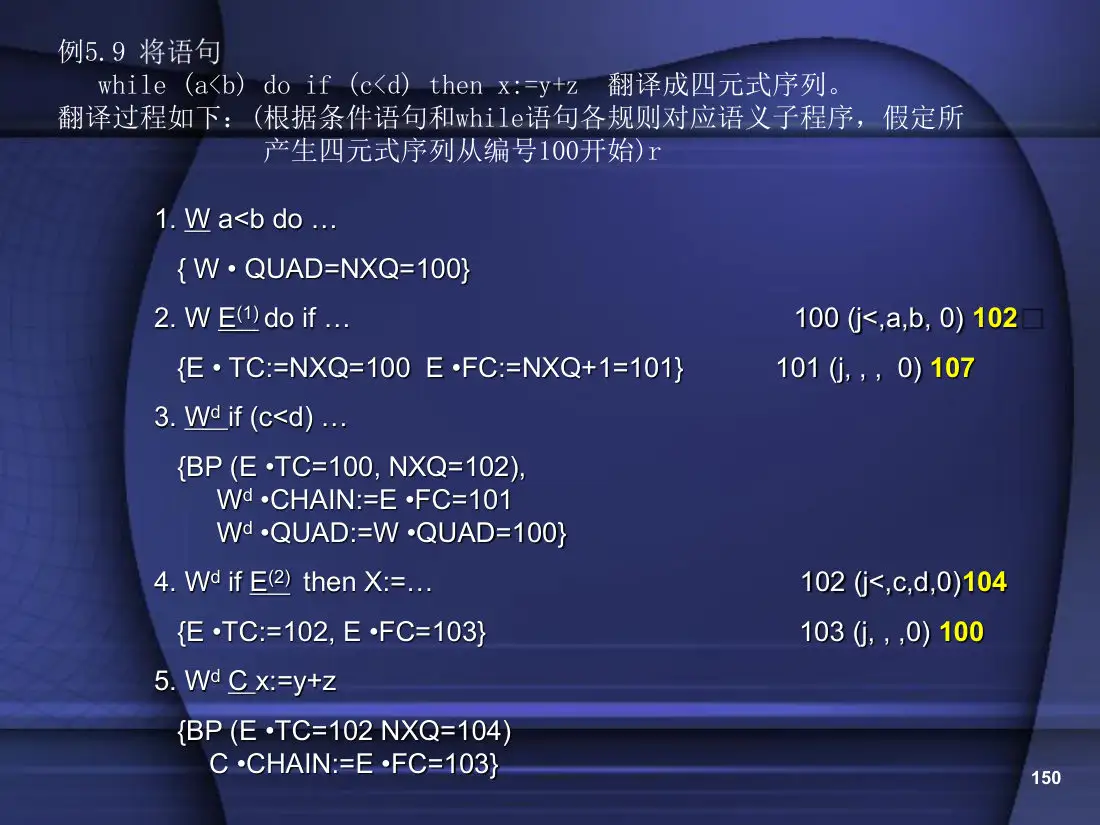 例5.9 将语句
while (a<b) do if (c<d) then x:=y+z 翻译成四元式序列。
翻译过程如下：(根据条件语句和while语句各规则对应语义子程序，假定所
产生四元式序列从编号100开始)r
1. W a<b do …
{ W • QUAD=NXQ=100}
2. W E(1) do if … 100 (j<,a,b, 0) 102
{E • TC:=NXQ=100 E •FC:=NXQ+1=101} 101 (j, , , 0) 107
3. Wd if (c<d) …
{BP (E •TC=100, NXQ=102),
Wd •CHAIN:=E •FC=101
Wd •QUAD:=W •QUAD=100}
4. Wd if E(2) then X:=… 102 (j<,c,d,0)104
{E •TC:=102, E •FC=103} 103 (j, , ,0) 100
5. Wd C x:=y+z
{BP (E •TC=102 NXQ=104)
C •CHAIN:=E •FC=103}
150